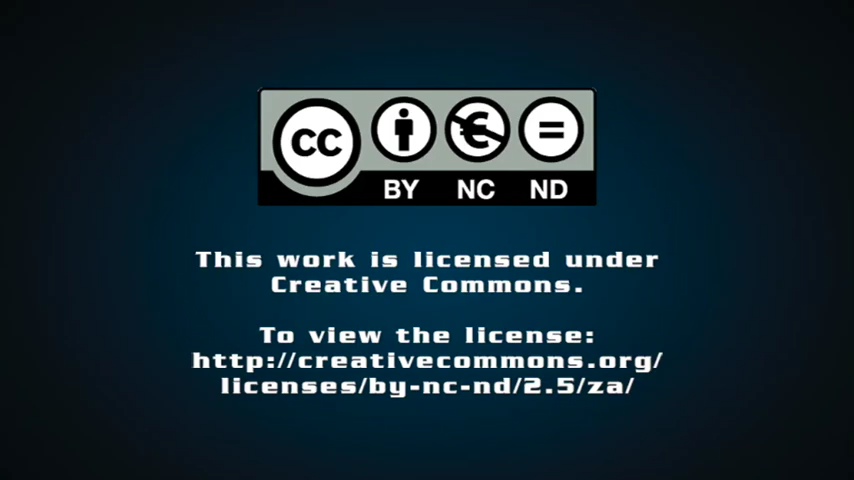 CC
BY NC ND
This work is licensed under
Creative Commons.
To view the license:
http://creativecommons.org/
licenses/by-nc-nd/2.5/za/